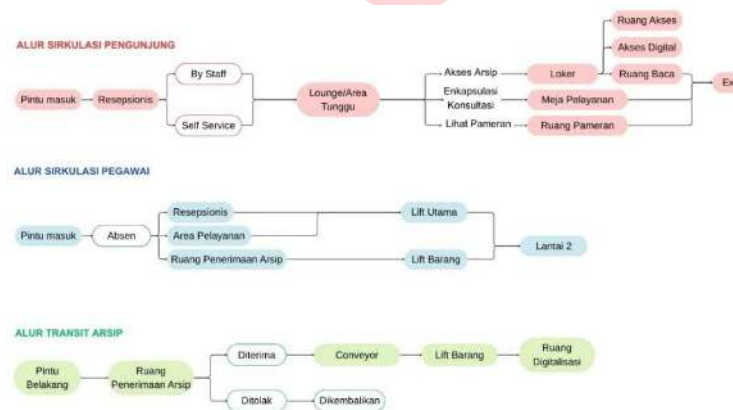 ALUR SIRKULASI PENGUNJUNG
Pintu masuk
Resepsionis
By Staff
Self Service
Lounge/Area
Tunggu
Akses Arsip
Enkapsulasi
Konsultasi
Lihat Pameran
Loker
Meja Pelayanan
Ruang Pameran
Ruang Akses
Akses Digital
Ruang Baca
ALUR SIRKULASI PEGAWAI
Pintu masuk
Absen
Resepsionis
Area Pelayanan
Ruang Penerimaan Arsip
Lift Utama
Lift Barang
Lantai 2
ALUR TRANSIT ARSIP
Pintu
Belakang
Ruang
Penerimaan Arsip
Diterima
Ditolak
Conveyor
Dikembalikan
Lift Barang
Ruang
Digitalisasi